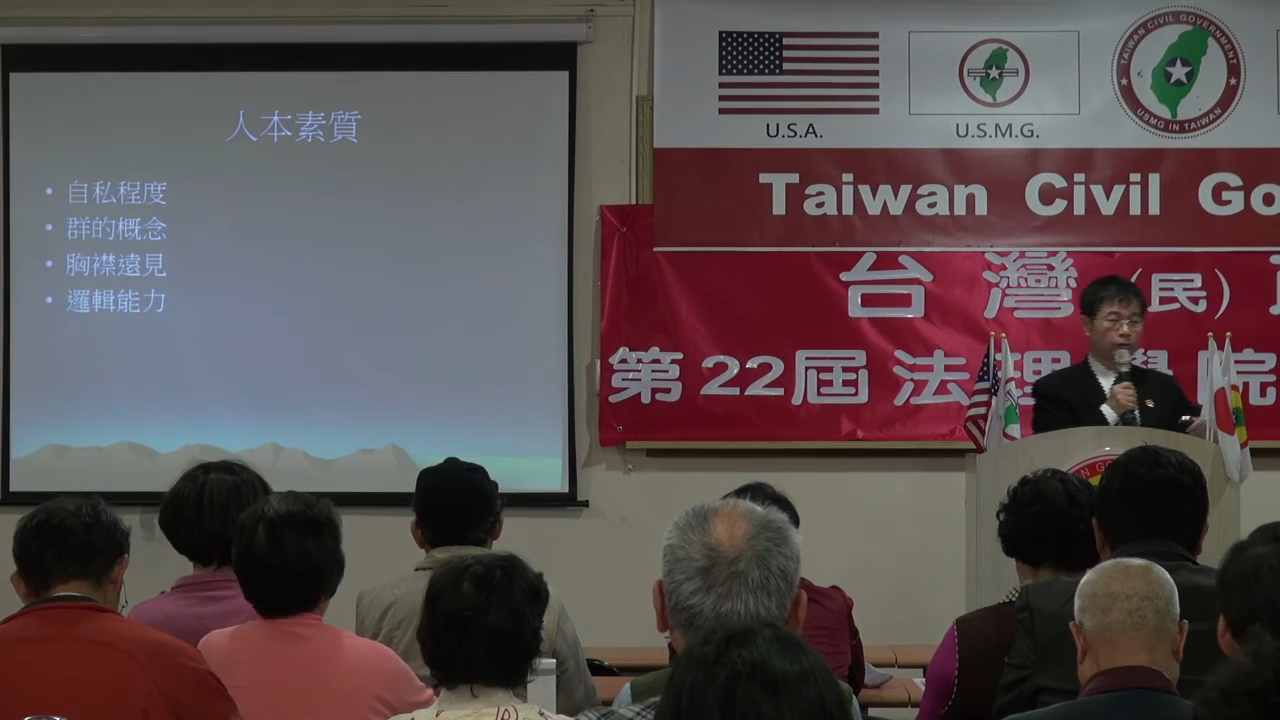 人本素質
• 自私程度
• 群的概念
• 胸襟遠見
• 邏輯能力
U.S.A.
U.S.M.G.
TAIWAN CIVIL GOVERNMENT
USMG IN TAIWAN
Taiwan Civil Go
台灣(民)
第22屆法理學院